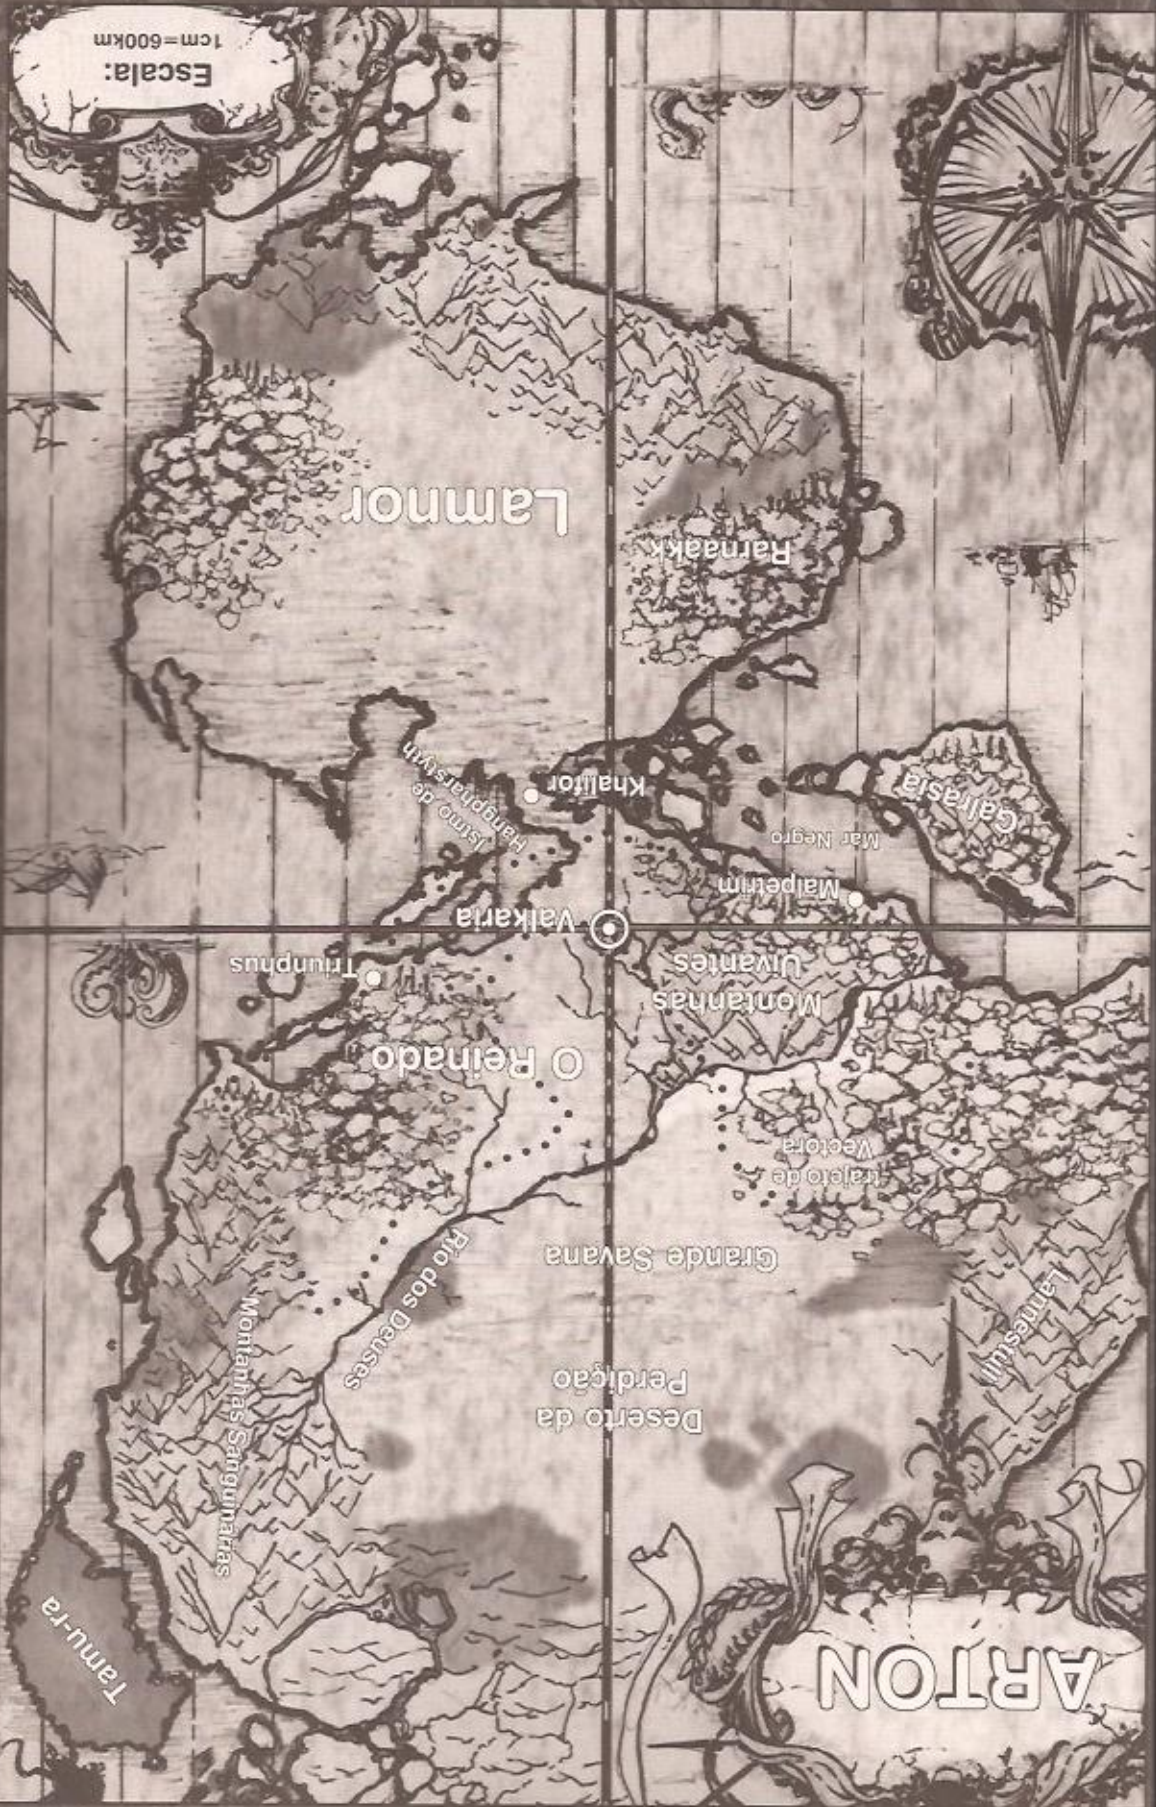 ARTON
Tamu-ra
Deserto da
Perdição
Montanhas Sanguinárias
Lannestull
Rio dos Deuses
Grande Savana
trajeto de
Vectora
O Reinado
Montanhas
Uivantes
Triunphus
Valkaria
Malpetrim
Mar Negro
Istmo de
Hangpharstyth
Galrasia
Khalifor
Rarnaakk
Lamnor
Escala:
1cm=600km